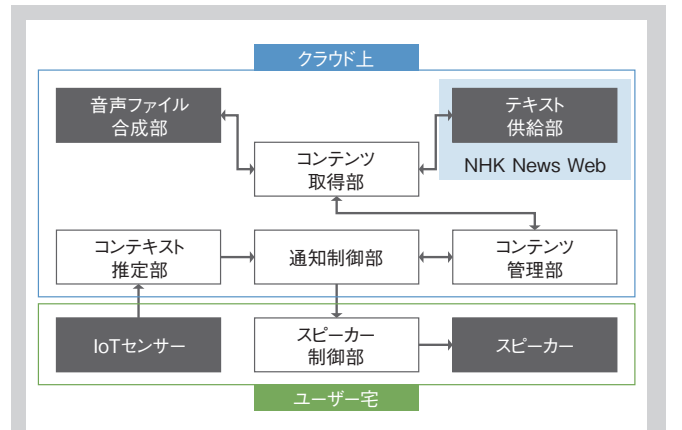 クラウド上
音声ファイル
合成部
テキスト
供給部
コンテンツ
取得部
NHK News Web
コンテキスト
推定部
通知制御部
コンテンツ
管理部
IoTセンサー
スピーカー
制御部
スピーカー
ユーザー宅